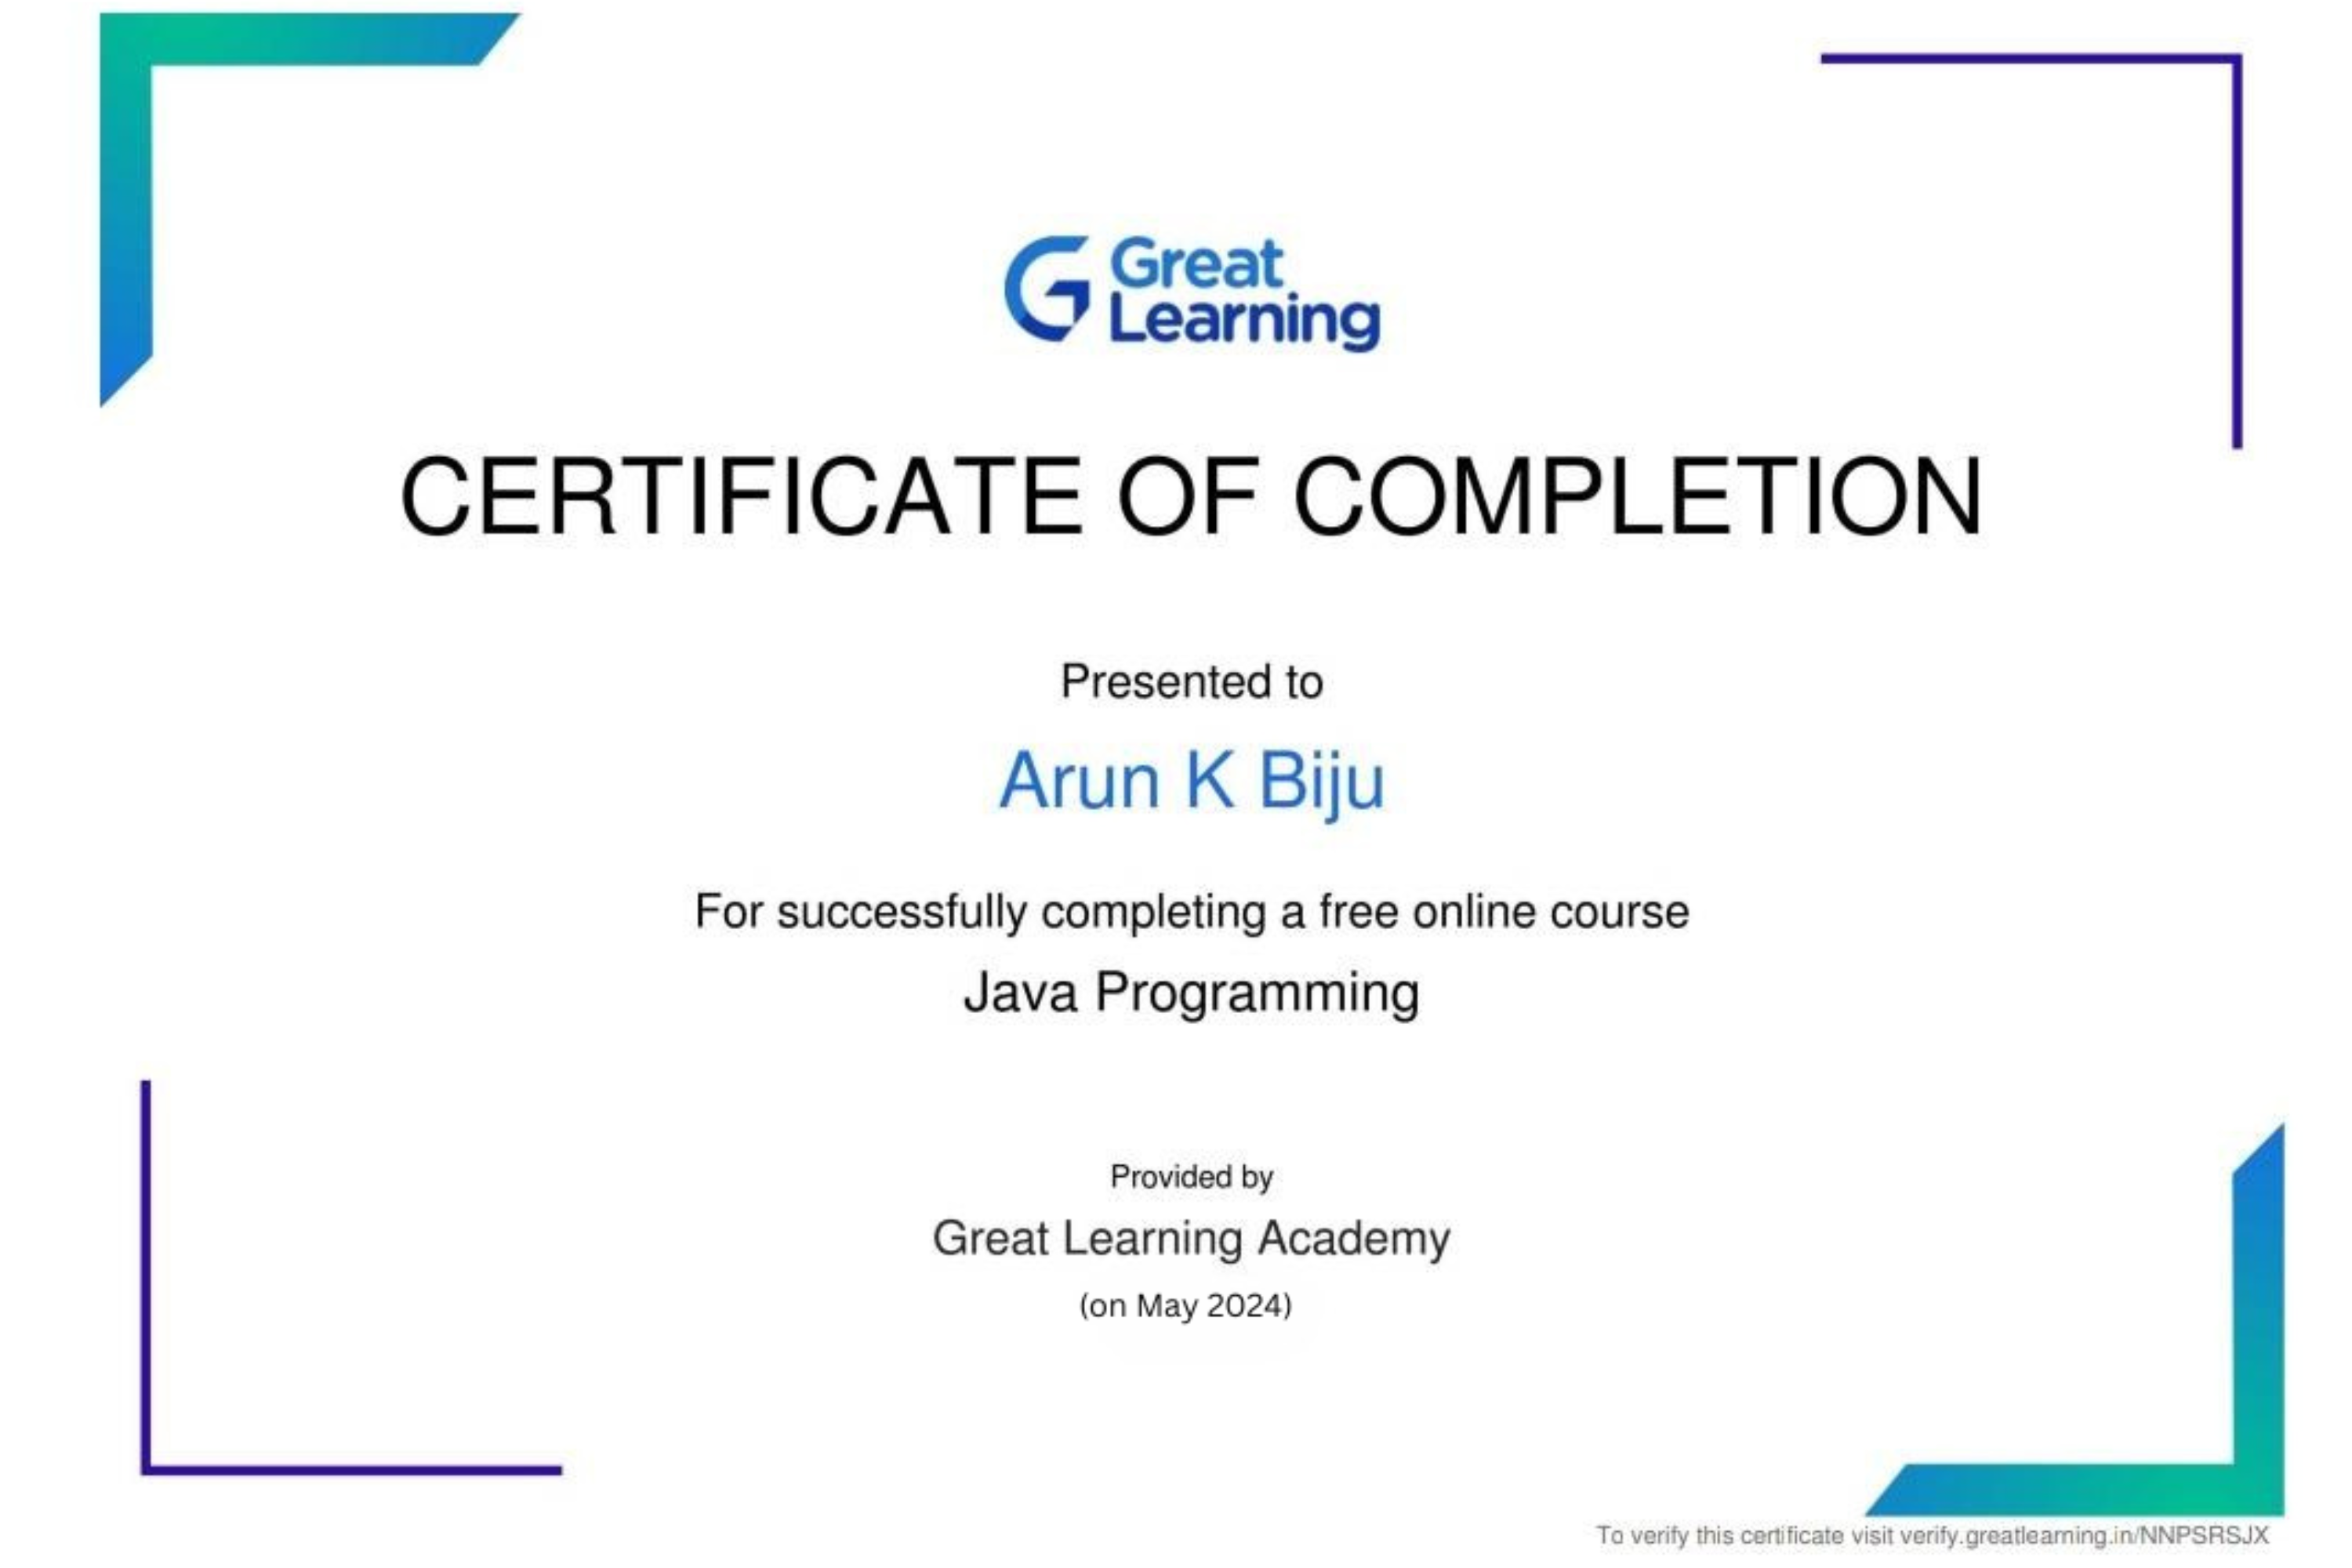 Great
Learning
CERTIFICATE OF COMPLETION
Presented to
Arun K Biju
For successfully completing a free online course
Java Programming
Provided by
Great Learning Academy
(on May 2024)
To verify this certificate visit verify.greatlearning.in/NNPSRSJX